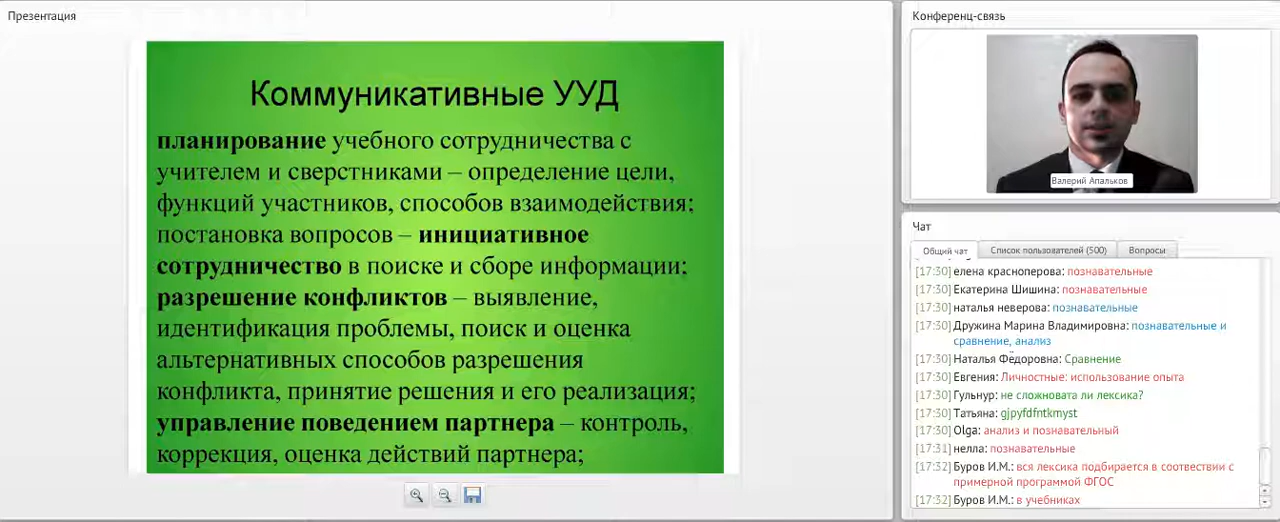 Презентация
Коммуникативные УУД
планирование учебного сотрудничества с
учителем и сверстниками – определение цели,
функций участников, способов взаимодействия;
постановка вопросов – инициативное
сотрудничество в поиске и сборе информации;
разрешение конфликтов – выявление,
идентификация проблемы, поиск и оценка
альтернативных способов разрешения
конфликта, принятие решения и его реализация;
управление поведением партнера – контроль,
коррекция, оценка действий партнера;
Конференц-связь
Валерий Апальков
Чат
Общий чат
Список пользователей (500)
Вопросы
[17:30] елена красноперова: познавательные
[17:30] Екатерина Шишина: познавательные
[17:30] наталья неверова: познавательные
[17:30] Дружина Марина Владимировна: познавательные и
сравнение, анализ
[17:30] Наталья Фёдоровна: Сравнение
[17:30] Евгения: Личностные: использование опыта
[17:30] Гульнур: не сложновата ли лексика?
[17:30] Татьяна: gjpyfdfntkmyst
[17:30] Olga: анализ и познавательный
[17:31] нелла: познавательные
[17:32] Буров И.М.: вся лексика подбирается в соотвествии с
примерной программой ФГОС
[17:32] Буров И.М.: в учебниках